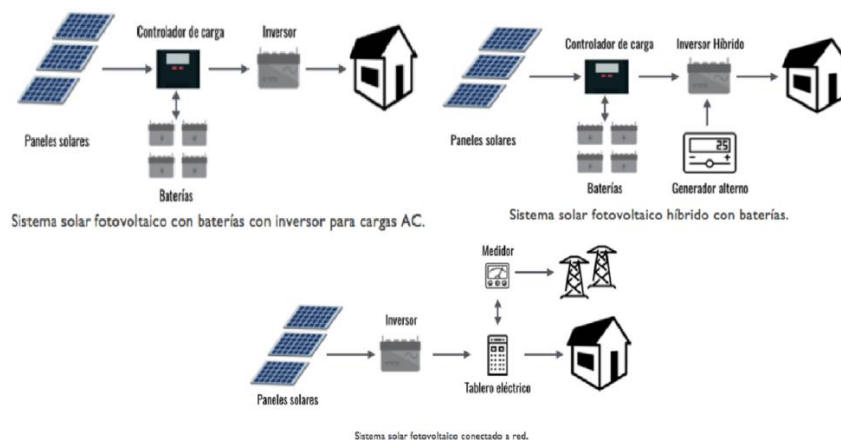 Controlador de carga
Inversor
Paneles solares
Baterías
Sistema solar fotovoltaico con baterías con inversor para cargas AC.
Controlador de carga
Inversor Híbrido
Paneles solares
25
Baterías
Generador alterno
Sistema solar fotovoltaico híbrido con baterías.
Medidor
Inversor
Tablero eléctrico
Paneles solares
Sistema solar fotovoltaico conectado a red.